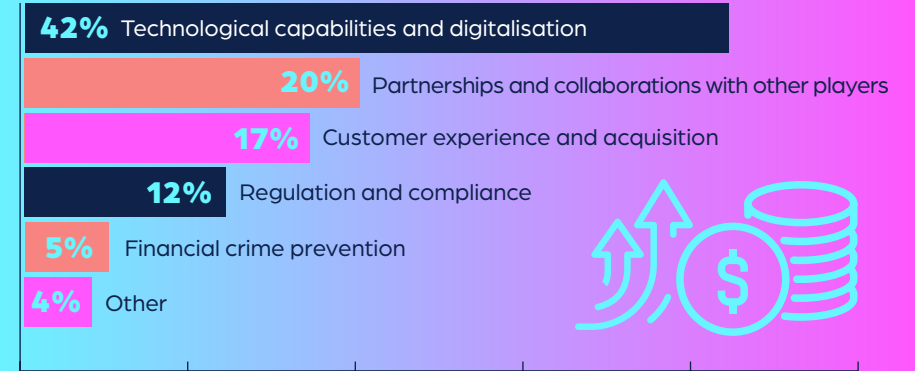 42% Technological capabilities and digitalisation
20% Partnerships and collaborations with other players
17% Customer experience and acquisition
12% Regulation and compliance
5% Financial crime prevention
4% Other
$